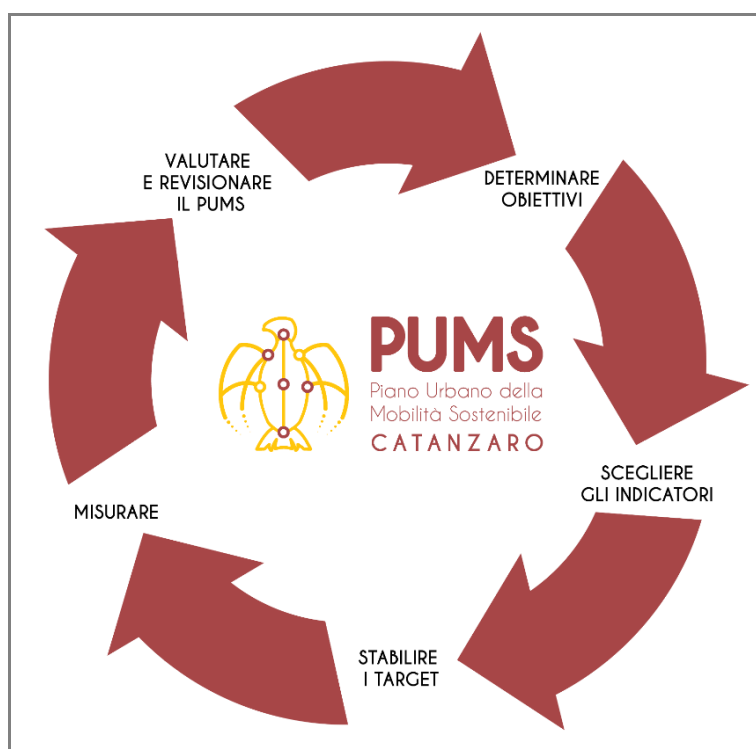 VALUTARE
E REVISIONARE
IL PUMS
DETERMINARE
OBIETTIVI
PUMS
Piano Urbano della
Mobilità Sostenibile
CATANZARO
SCEGLIERE
GLI INDICATORI
MISURARE
STABILIRE
I TARGET